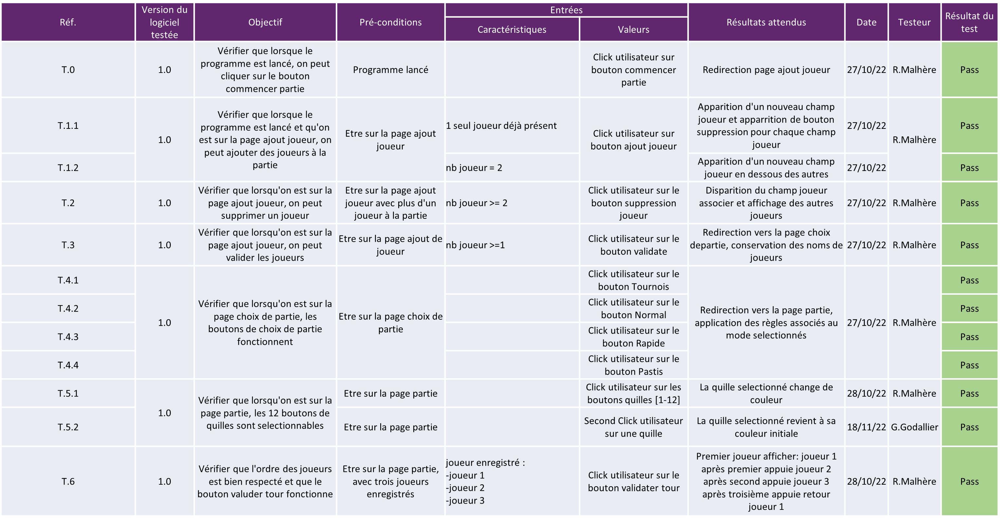 Réf.
Version du
logiciel
testée
Objectif
Pré-conditions
Entrées
Caractéristiques
Valeurs
Résultats attendus
Date
Testeur
Résultat du
test
T.0
1.0
Vérifier que lorsque le
programme est lancé, on peut
cliquer sur le bouton
commencer partie
Programme lancé
Click utilisateur sur
bouton commencer
partie
Redirection page ajout joueur
27/10/22
R.Malhère
Pass
T.1.1
1.0
Vérifier que lorsque le
programme est lancé et qu'on
est sur la page ajout joueur, on
peut ajouter des joueurs à la
partie
Etre sur la page ajout
joueur
1 seul joueur déjà présent
Click utilisateur sur
bouton ajout joueur
Apparition d'un nouveau champ
joueur et apparrition de bouton
suppression pour chaque champ
joueur
27/10/22
R.Malhère
Pass
T.1.2
nb joueur = 2
Apparition d'un nouveau champ
joueur en dessous des autres
27/10/22
Pass
T.2
1.0
Vérifier que lorsqu'on est sur la
page ajout joueur, on peut
supprimer un joueur
Etre sur la page ajout
joueur avec plus d'un
joueur à la partie
nb joueur >= 2
Click utilisateur sur le
bouton suppression
joueur
Disparition du champ joueur
associer et affichage des autres
joueurs
27/10/22
R.Malhère
Pass
T.3
1.0
Vérifier que lorsqu'on est sur la
page ajout joueur, on peut
valider les joueurs
Etre sur la page ajout de
joueur
nb joueur >=1
Click utilisateur sur le
bouton validate
Redirection vers la page choix
departie, conservation des noms de
joueurs
27/10/22
R.Malhère
Pass
T.4.1
1.0
Vérifier que lorsqu'on est sur la
page choix de partie, les
boutons de choix de partie
fonctionnent
Etre sur la page choix de
partie
Click utilisateur sur le
bouton Tournois
Redirection vers la page partie,
application des règles associés au
mode selectionnés
27/10/22
R.Malhère
Pass
T.4.2
Click utilisateur sur le
bouton Normal
Pass
T.4.3
Click utilisateur sur le
bouton Rapide
Pass
T.4.4
Click utilisateur sur le
bouton Pastis
Pass
T.5.1
1.0
Vérifier que lorsqu'on est sur la
page partie, les 12 boutons de
quilles sont selectionnables
Etre sur la page partie
Click utilisateur sur les
boutons quilles [1-12]
La quille selectionné change de
couleur
28/10/22
R.Malhère
Pass
T.5.2
Etre sur la page partie
Second Click utilisateur
sur une quille
La quille selectionné revient à sa
couleur initiale
18/11/22
G.Godallier
Pass
T.6
1.0
Vérifier que l'ordre des joueurs
est bien respecté et que le
bouton valuder tour fonctionne
Etre sur la page partie,
avec trois joueurs
enregistrés
joueur enregistré :
-joueur 1
-joueur 2
-joueur 3
Click utilisateur sur le
bouton validater tour
Premier joueur afficher: joueur 1
après premier appuie joueur 2
après second appuie joueur 3
après troisième appuie retour
joueur 1
28/10/22
R.Malhère
Pass